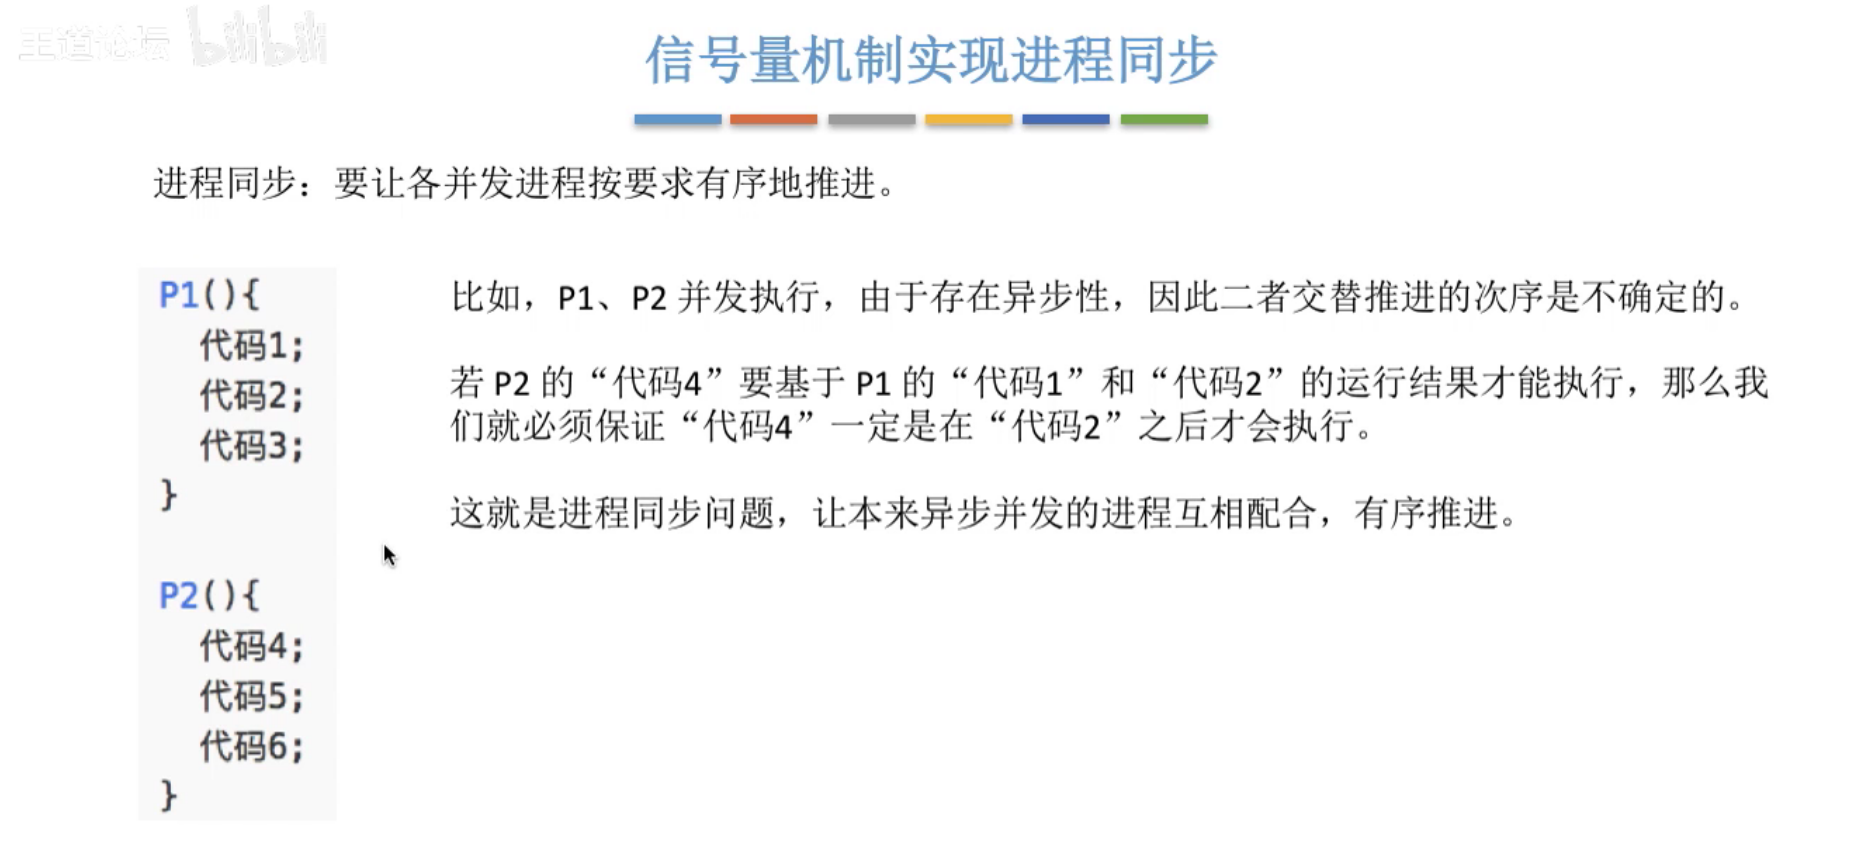 王道论坛 bilibili
信号量机制实现进程同步
进程同步：要让各并发进程按要求有序地推进。
P1(){
代码1;
代码2;
代码3;
}
P2(){
代码4;
代码5;
代码6;
}
比如，P1、P2 并发执行，由于存在异步性，因此二者交替推进的次序是不确定的。
若 P2 的“代码4”要基于 P1 的“代码1”和“代码2”的运行结果才能执行，那么我
们就必须保证“代码4”一定是在“代码2”之后才会执行。
这就是进程同步问题，让本来异步并发的进程互相配合，有序推进。